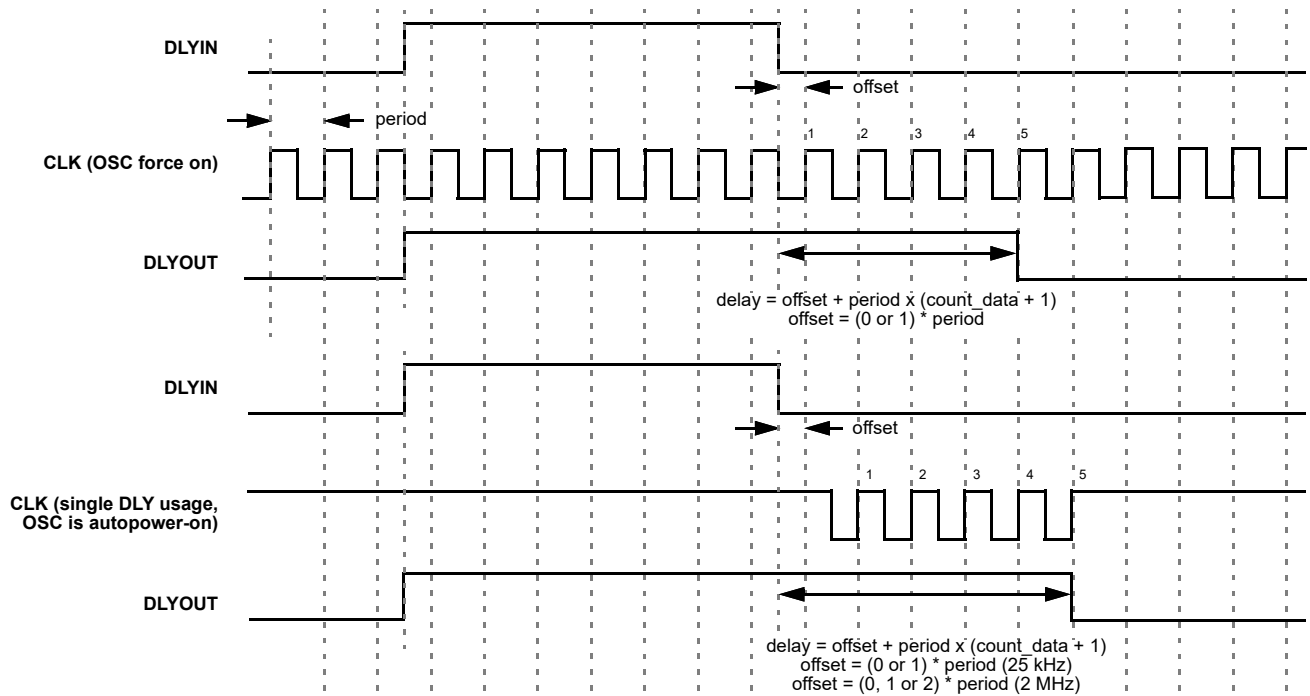 DLYIN
offset
period
1 2 3 4 5
CLK (OSC force on)
DLYOUT
delay = offset + period x (count_data + 1)
offset = (0 or 1) * period
DLYIN
offset
1 2 3 4 5
CLK (single DLY usage,
OSC is autopower-on)
DLYOUT
delay = offset + period x (count_data + 1)
offset = (0 or 1) * period (25 kHz)
offset = (0, 1 or 2) * period (2 MHz)